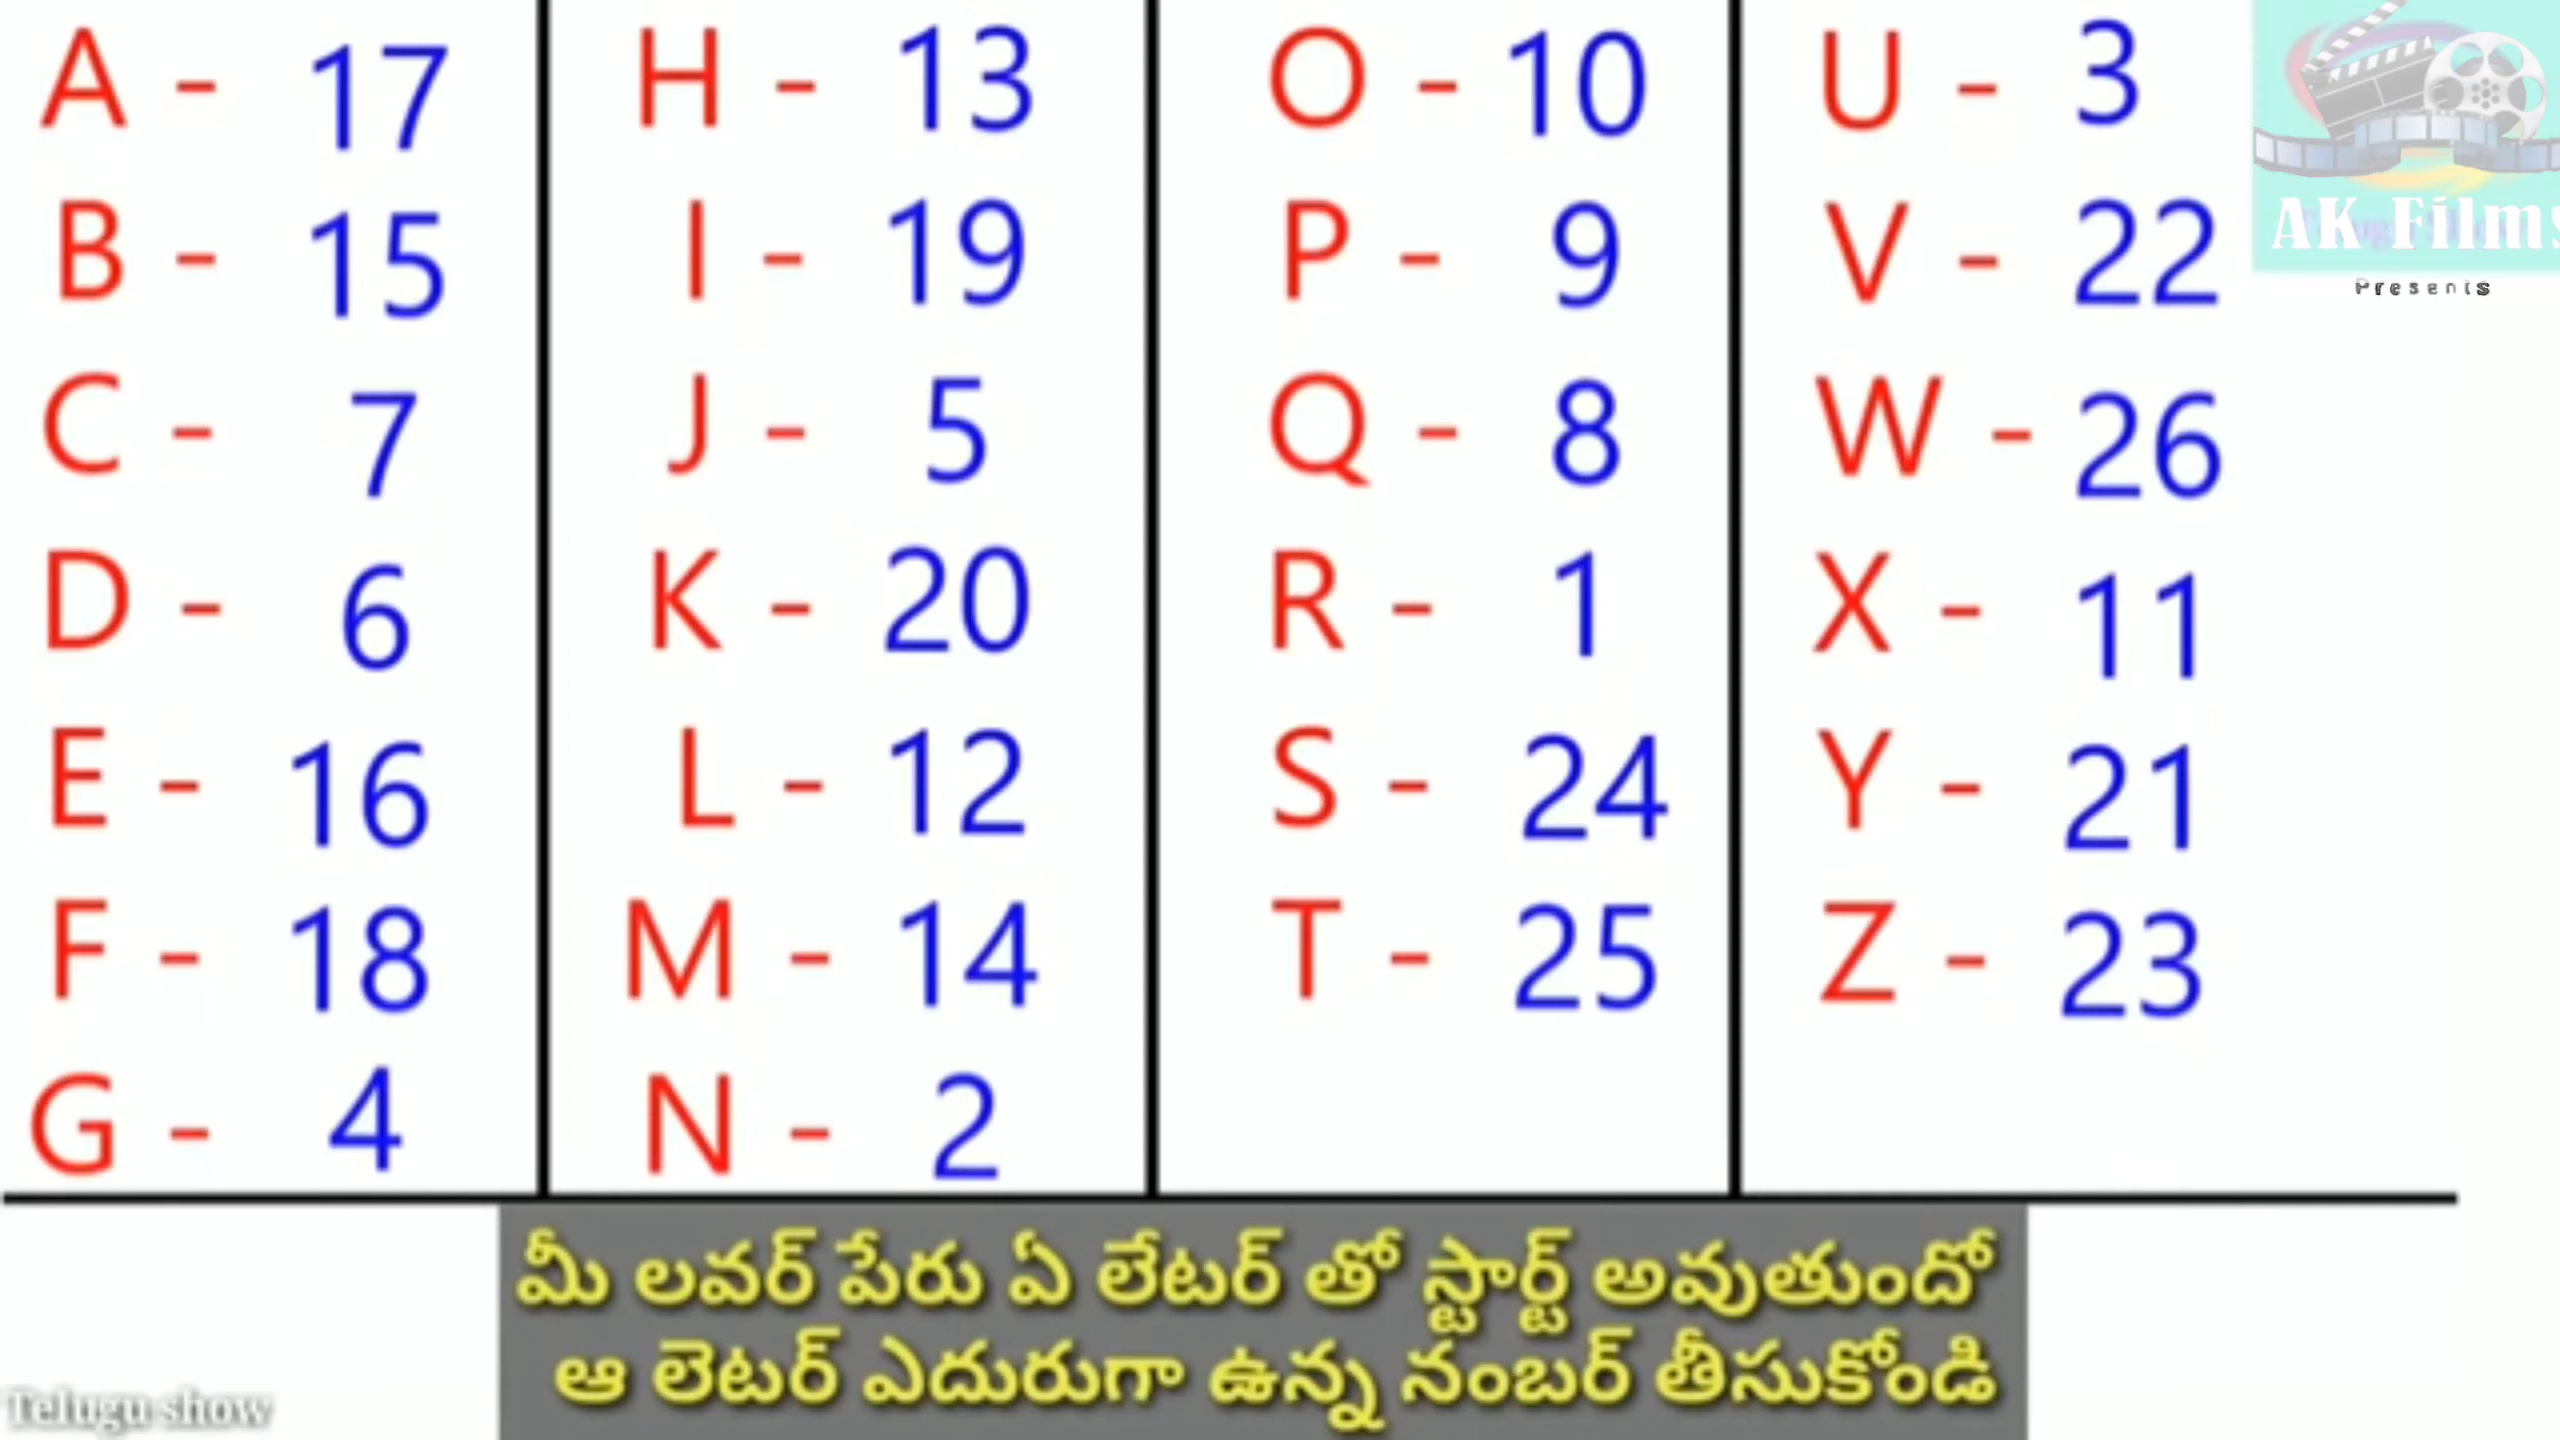 A - 17
B - 15
C - 7
D - 6
E - 16
F - 18
G - 4
H - 13
I - 19
J - 5
K - 20
L - 12
M - 14
N - 2
O - 10
P - 9
Q - 8
R - 1
S - 24
T - 25
U - 3
V - 22
W - 26
X - 11
Y - 21
Z - 23
AK Films
Presents
మీ లవర్ పేరు ఏ లేటర్ తో స్టార్ట్ అవుతుందో
ఆ లెటర్ ఎదురుగా ఉన్న నంబర్ తీసుకోండి
Telugu show